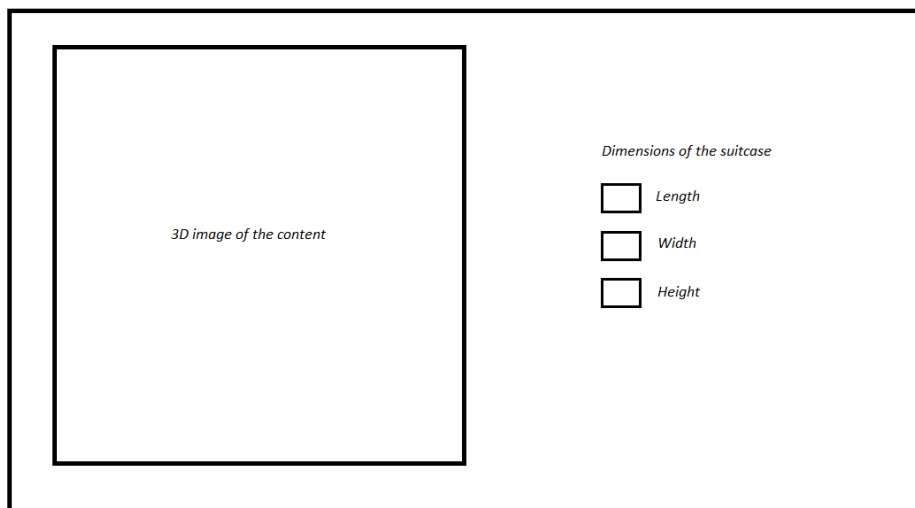 3D image of the content
Dimensions of the suitcase
Length
Width
Height